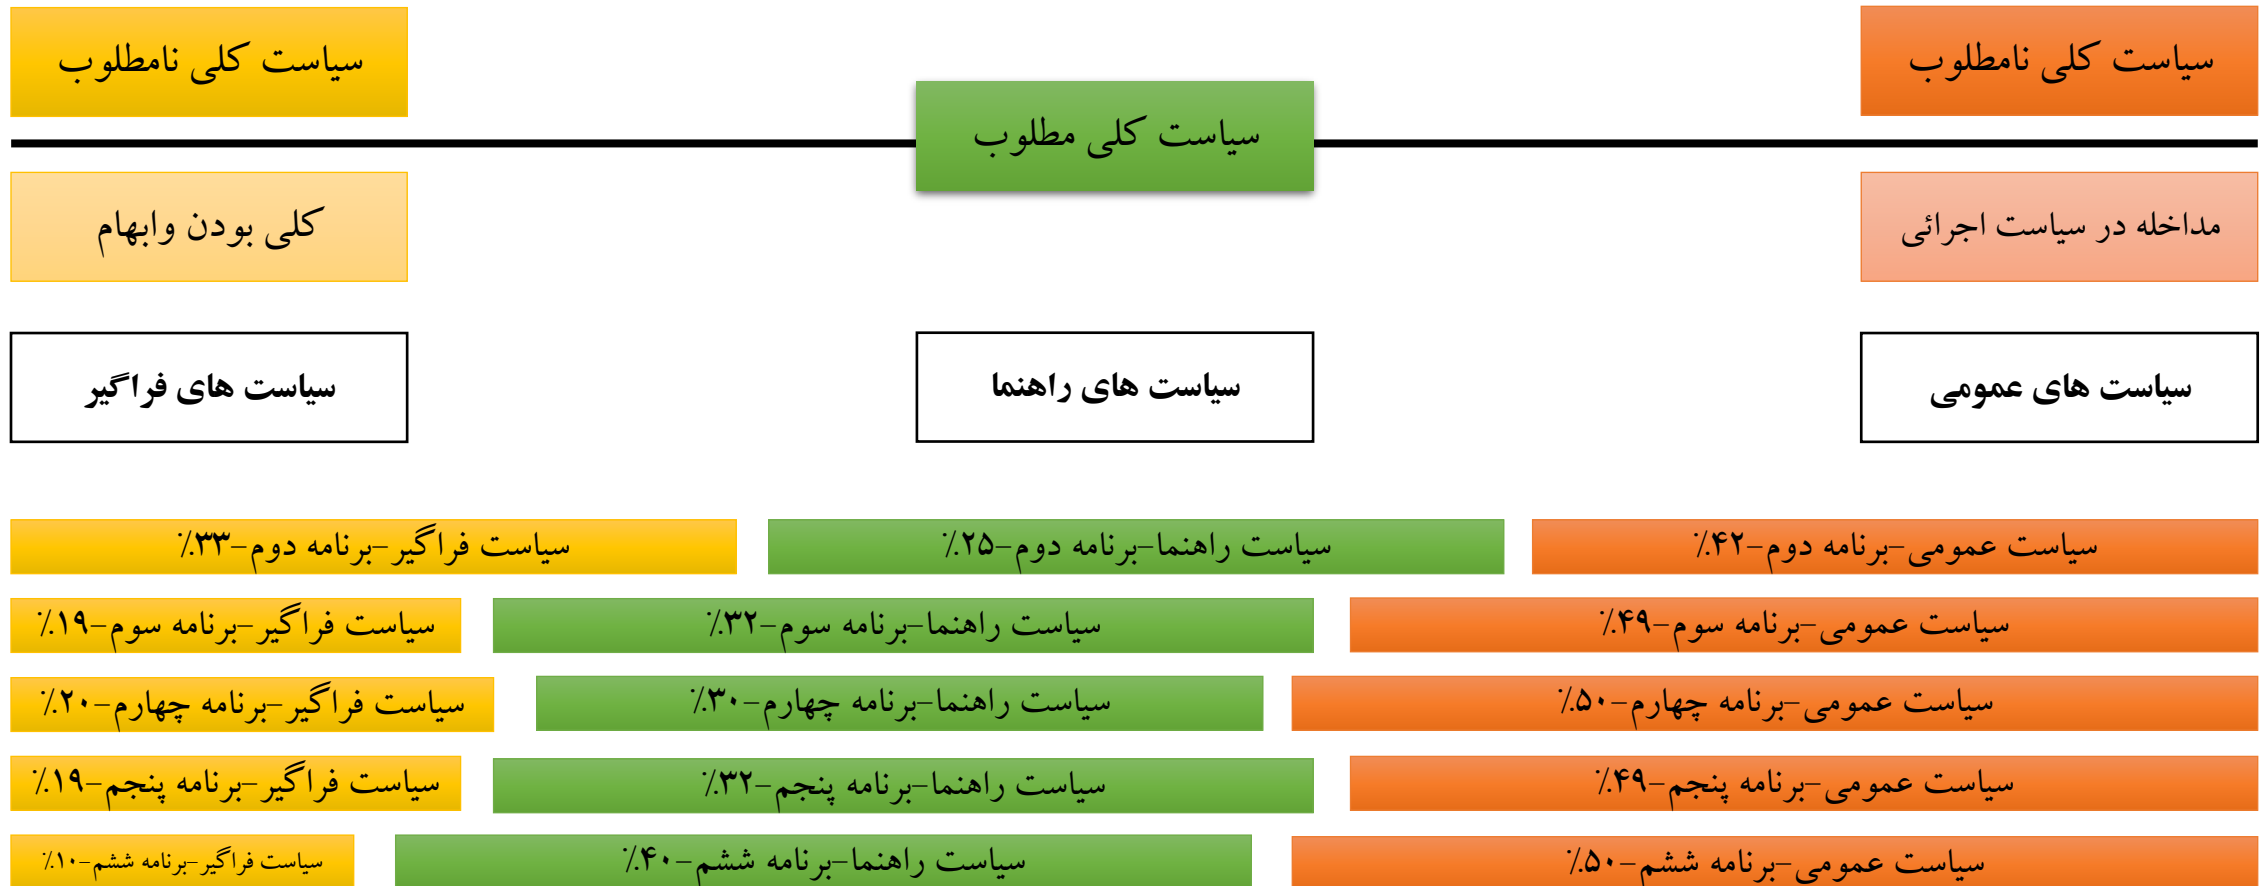 سیاست کلی نامطلوب
سیاست کلی مطلوب
سیاست کلی نامطلوب
مداخله در سیاست اجرائی
کلی بودن وابهام
سیاست های عمومی
سیاست های راهنما
سیاست های فراگیر
سیاست عمومی-برنامه دوم-۴۲٪
سیاست راهنما-برنامه دوم-۲۵٪
سیاست فراگیر-برنامه دوم-۳۳٪
سیاست عمومی-برنامه سوم-۴۹٪
سیاست راهنما-برنامه سوم-۳۲٪
سیاست فراگیر-برنامه سوم-۱۹٪
سیاست عمومی-برنامه چهارم-۵۰٪
سیاست راهنما-برنامه چهارم-۳۰٪
سیاست فراگیر-برنامه چهارم-۲۰٪
سیاست عمومی-برنامه پنجم-۴۹٪
سیاست راهنما-برنامه پنجم-۳۲٪
سیاست فراگیر-برنامه پنجم-۱۹٪
سیاست عمومی-برنامه ششم-۵۰٪
سیاست راهنما-برنامه ششم-۴۰٪
سیاست فراگیر-برنامه ششم-۱۰٪